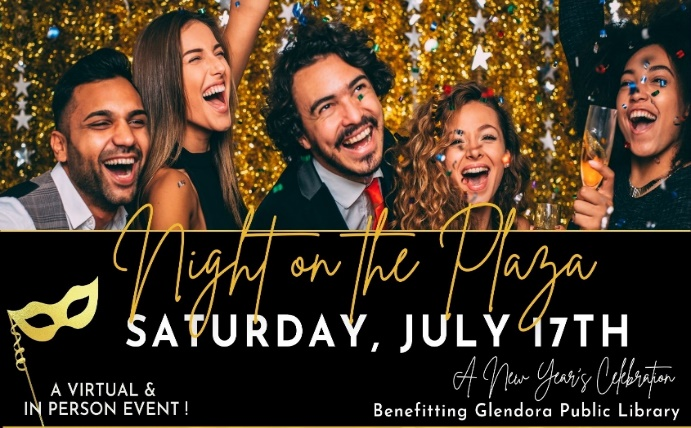 Night on the Plaza
SATURDAY, JULY 17TH
A New Year's Celebration
A VIRTUAL &
IN PERSON EVENT !
Benefitting Glendora Public Library